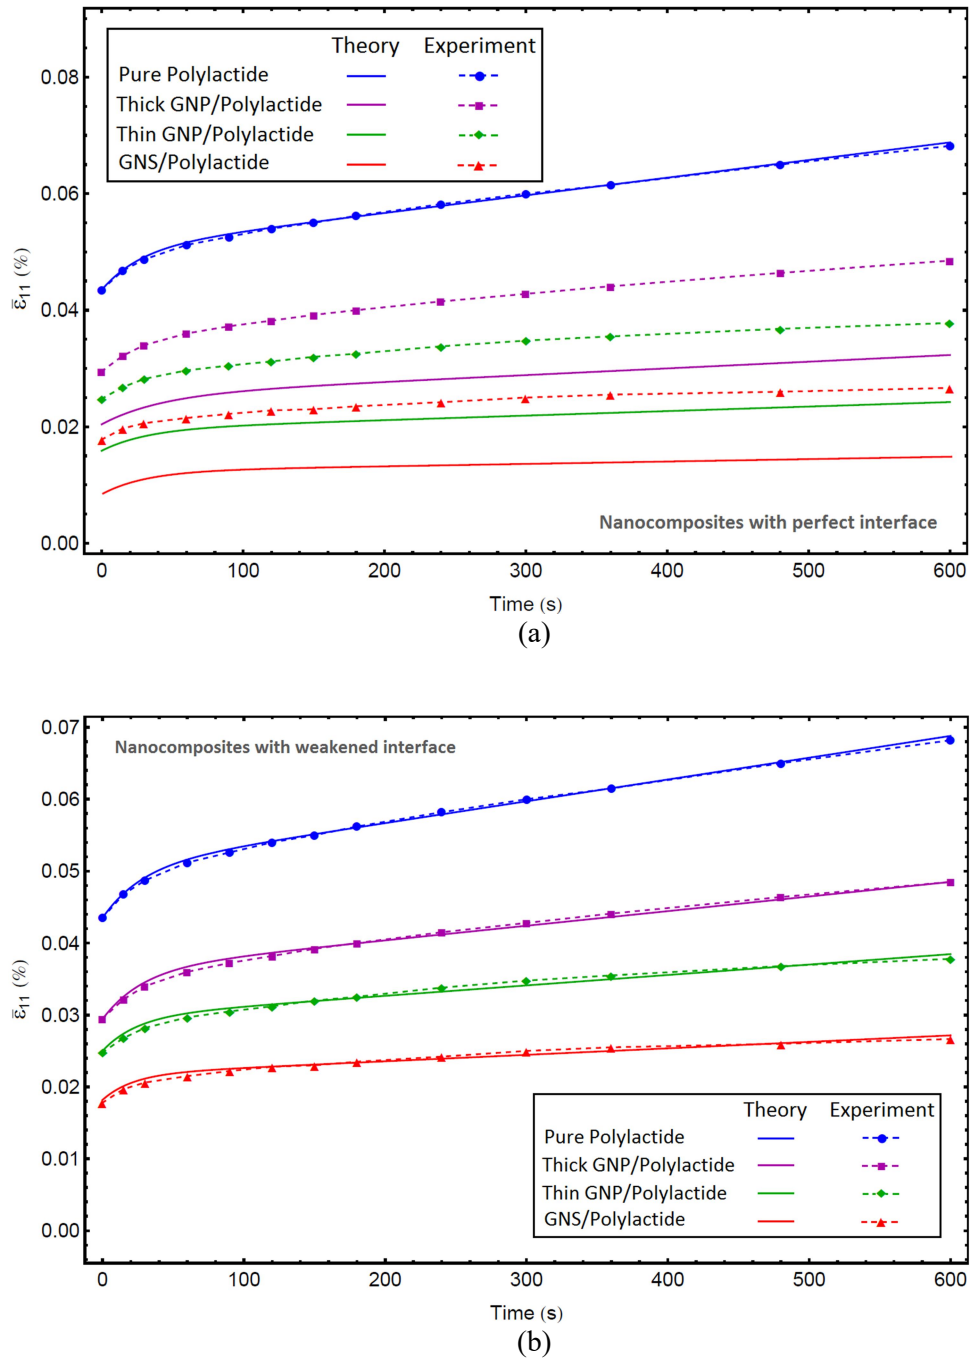 Theory Experiment
Pure Polylactide
Thick GNP/Polylactide
Thin GNP/Polylactide
GNS/Polylactide
0.08
0.06
0.04
0.02
0.00
ε̄₁₁ (%)
Nanocomposites with perfect interface
0 100 200 300 400 500 600
Time (s)
(a)
Nanocomposites with weakened interface
0.07
0.06
0.05
0.04
0.03
0.02
0.01
0.00
ε̄₁₁ (%)
Theory Experiment
Pure Polylactide
Thick GNP/Polylactide
Thin GNP/Polylactide
GNS/Polylactide
0 100 200 300 400 500 600
Time (s)
(b)